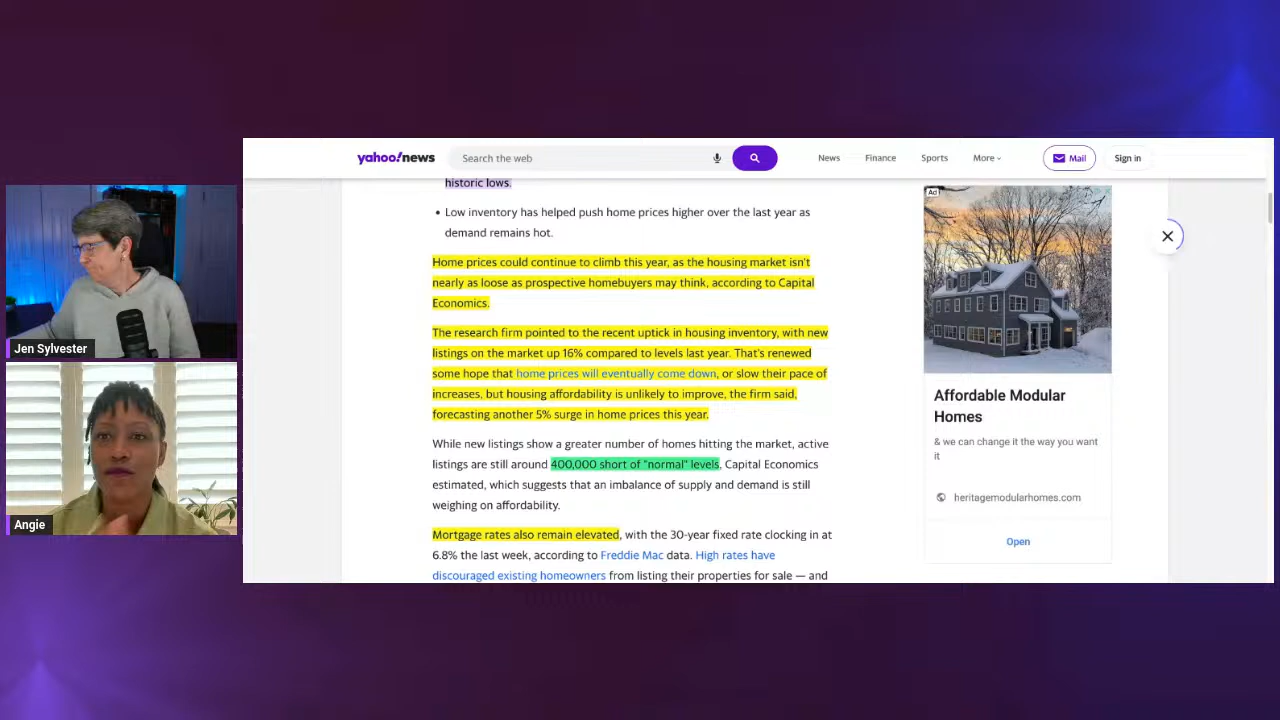 yahoo!news
Search the web
News
Finance
Sports
More
Mail
Sign in
historic lows.
• Low inventory has helped push home prices higher over the last year as
demand remains hot.
Home prices could continue to climb this year, as the housing market isn't
nearly as loose as prospective homebuyers may think, according to Capital
Economics.
The research firm pointed to the recent uptick in housing inventory, with new
listings on the market up 16% compared to levels last year. That's renewed
some hope that home prices will eventually come down, or slow their pace of
increases, but housing affordability is unlikely to improve, the firm said,
forecasting another 5% surge in home prices this year.
While new listings show a greater number of homes hitting the market, active
listings are still around 400,000 short of "normal" levels, Capital Economics
estimated, which suggests that an imbalance of supply and demand is still
weighing on affordability.
Mortgage rates also remain elevated, with the 30-year fixed rate clocking in at
6.8% the last week, according to Freddie Mac data. High rates have
discouraged existing homeowners from listing their properties for sale — and
Ad
Affordable Modular
Homes
& we can change it the way you want
it
heritagemodularhomes.com
Open
Jen Sylvester
Angie